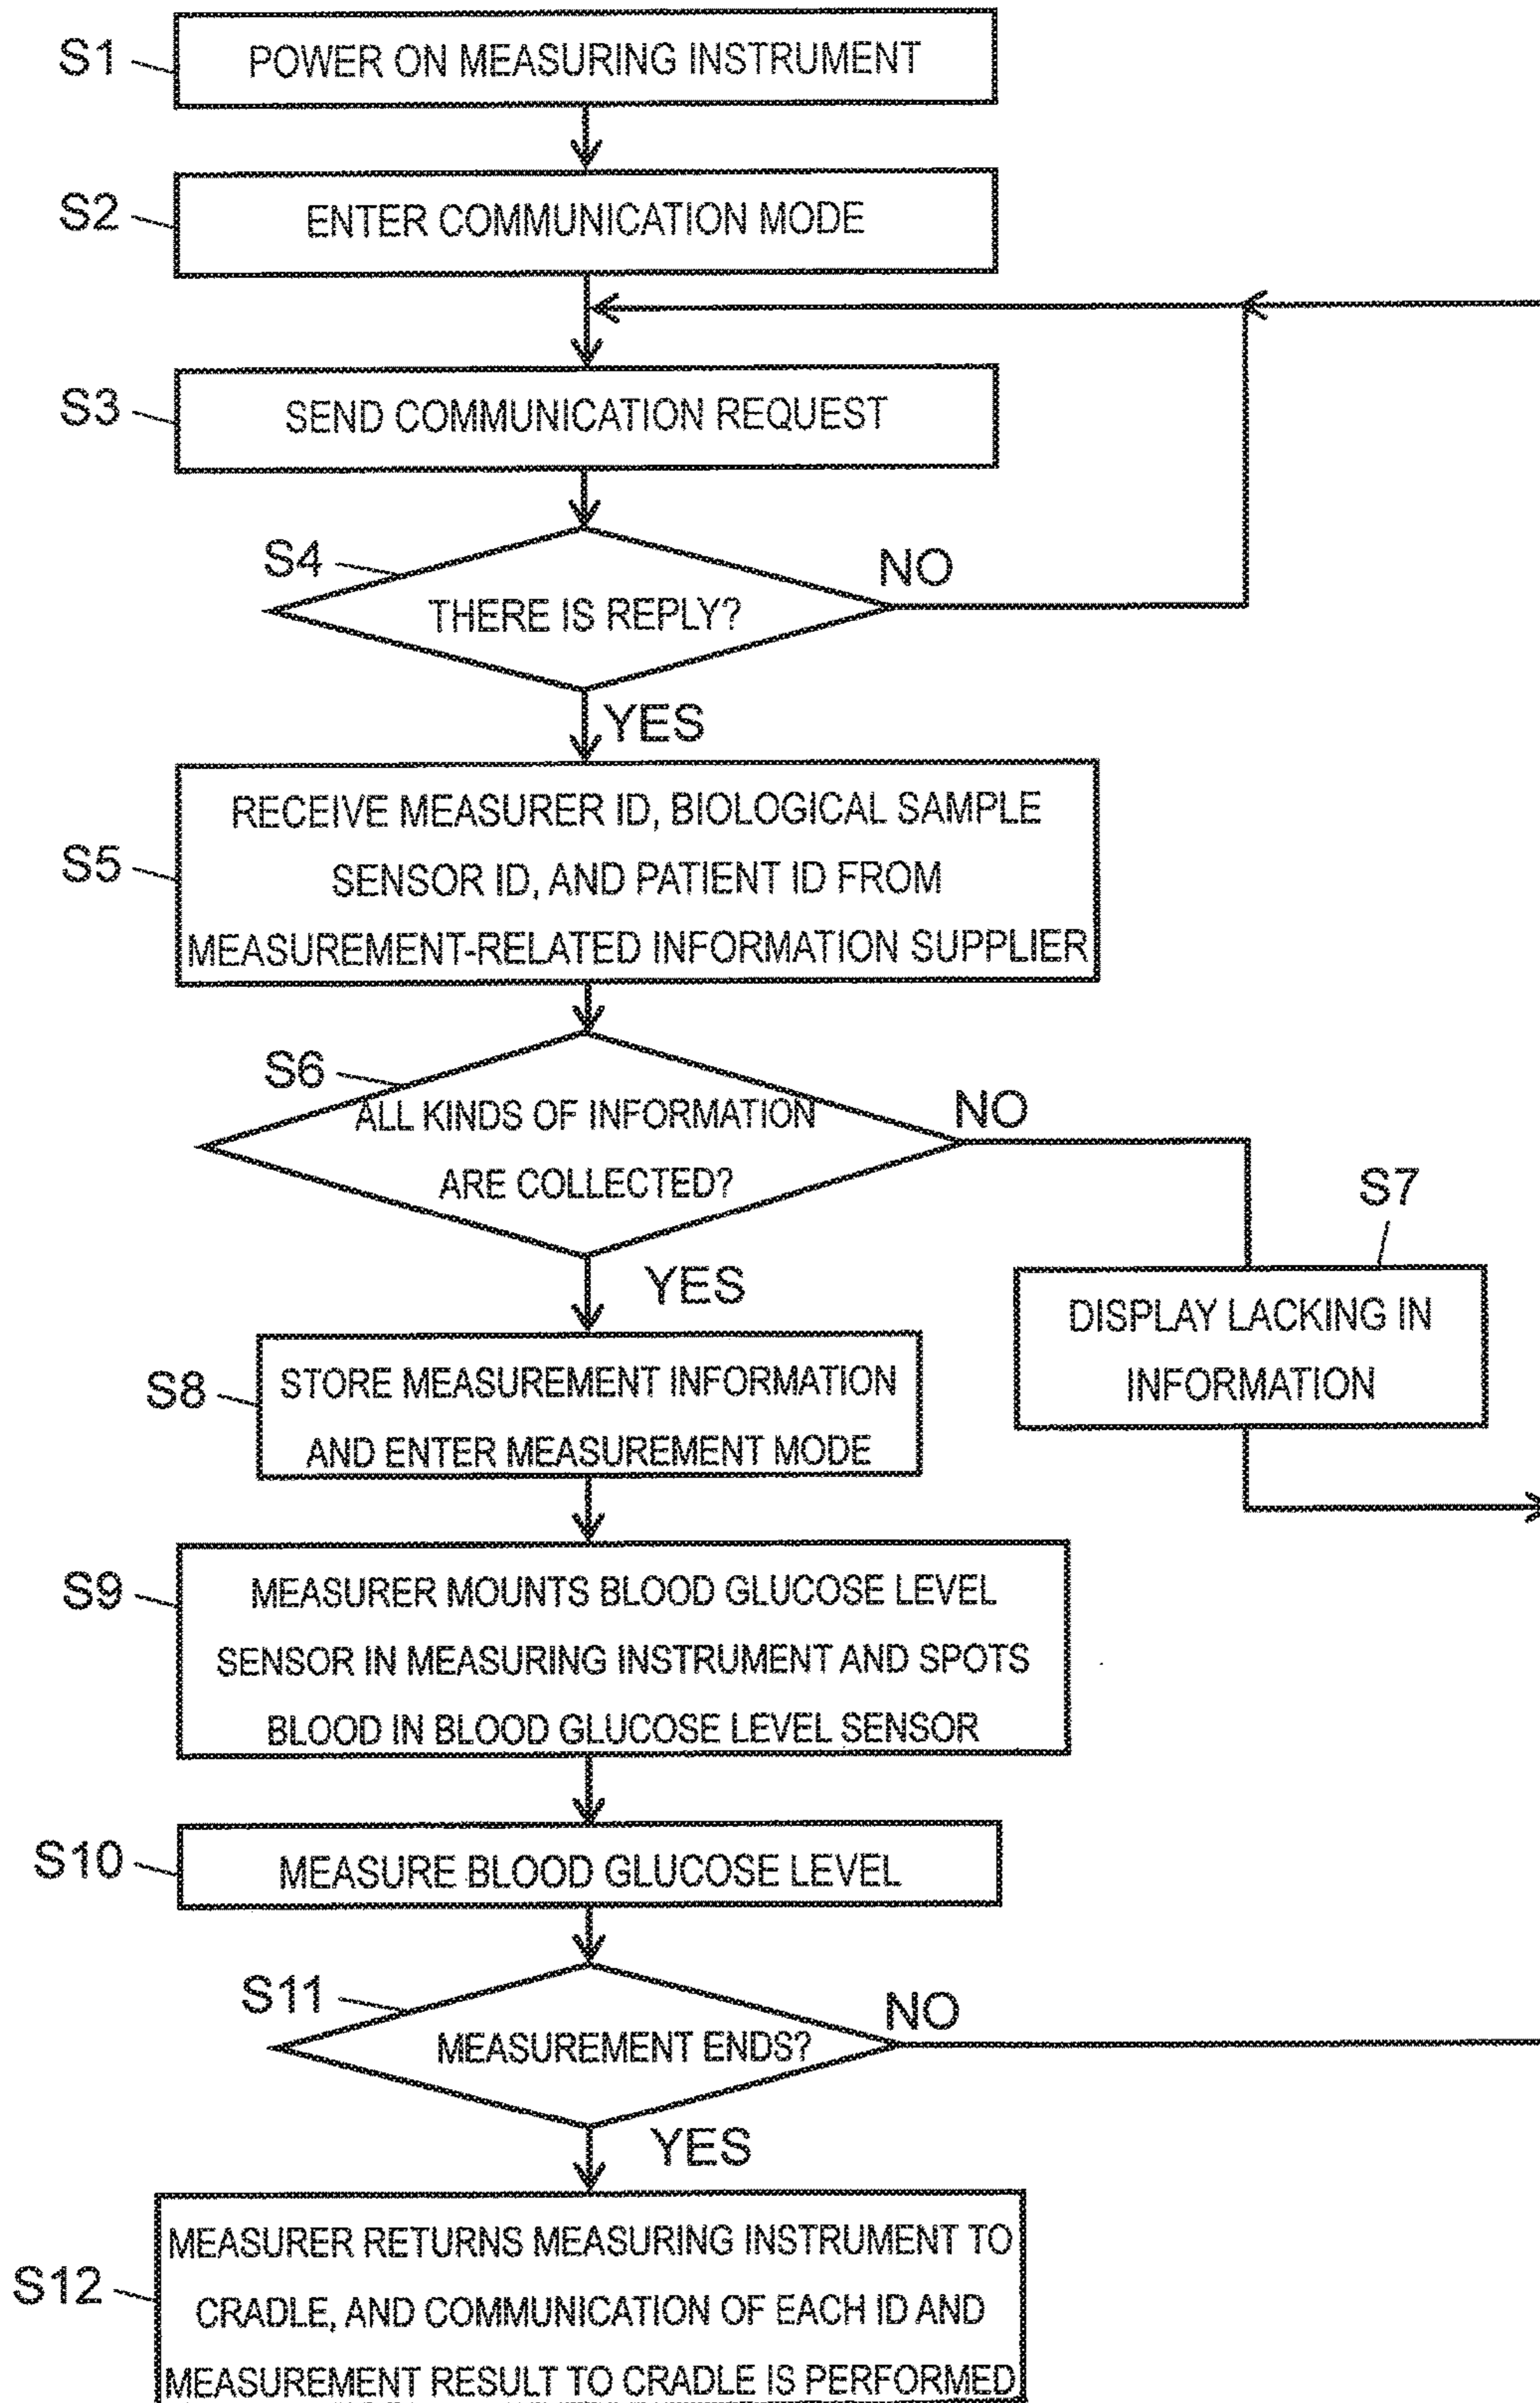 S1
POWER ON MEASURING INSTRUMENT
S2
ENTER COMMUNICATION MODE
S3
SEND COMMUNICATION REQUEST
S4
NO
THERE IS REPLY?
YES
S5
RECEIVE MEASURER ID, BIOLOGICAL SAMPLE
SENSOR ID, AND PATIENT ID FROM
MEASUREMENT-RELATED INFORMATION SUPPLIER
S6
NO
ALL KINDS OF INFORMATION
ARE COLLECTED?
YES
S7
DISPLAY LACKING IN
INFORMATION
S8
STORE MEASUREMENT INFORMATION
AND ENTER MEASUREMENT MODE
S9
MEASURER MOUNTS BLOOD GLUCOSE LEVEL
SENSOR IN MEASURING INSTRUMENT AND SPOTS
BLOOD IN BLOOD GLUCOSE LEVEL SENSOR
S10
MEASURE BLOOD GLUCOSE LEVEL
S11
NO
MEASUREMENT ENDS?
YES
S12
MEASURER RETURNS MEASURING INSTRUMENT TO
CRADLE, AND COMMUNICATION OF EACH ID AND
MEASUREMENT RESULT TO CRADLE IS PERFORMED